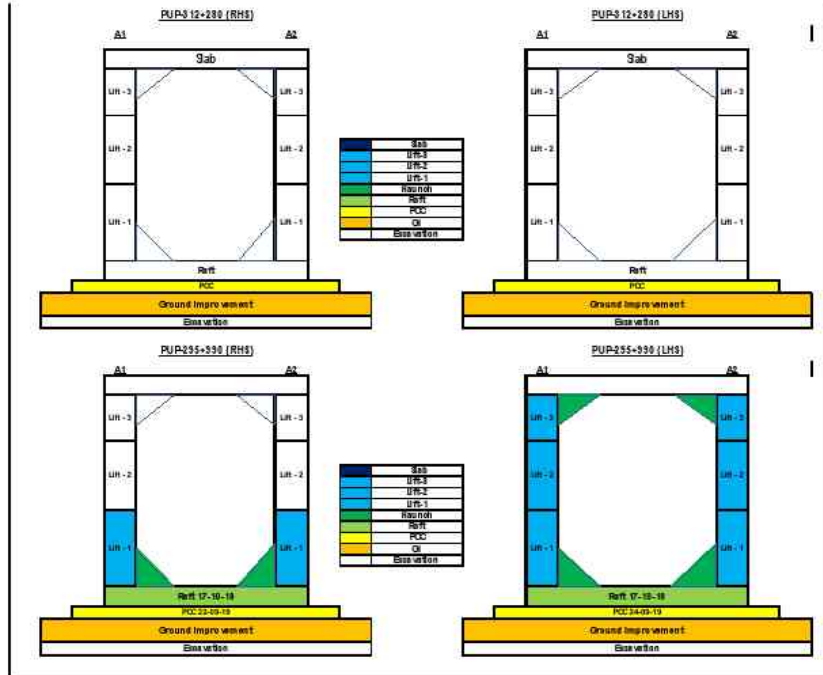 PUP-312+280 (RHS)
A1 A2
Slab
Lift - 3 Lift - 3
Lift - 2 Lift - 2
Lift - 1 Lift - 1
Raft
PCC
Ground Improvement
Excavation
Slab
Lift-3
Lift-2
Lift-1
Haunch
Raft
PCC
GI
Excavation
PUP-312+280 (LHS)
A1 A2
Slab
Lift - 3 Lift - 3
Lift - 2 Lift - 2
Lift - 1 Lift - 1
Raft
PCC
Ground Improvement
Excavation
PUP-295+990 (RHS)
A1 A2
Lift - 3 Lift - 3
Lift - 2 Lift - 2
Lift - 1 Lift - 1
Raft 17-10-19
PCC 23-09-19
Ground Improvement
Excavation
Slab
Lift-3
Lift-2
Lift-1
Haunch
Raft
PCC
GI
Excavation
PUP-295+990 (LHS)
A1 A2
Lift - 3 Lift - 3
Lift - 2 Lift - 2
Lift - 1 Lift - 1
Raft
PCC 24-09-19
Ground Improvement
Excavation